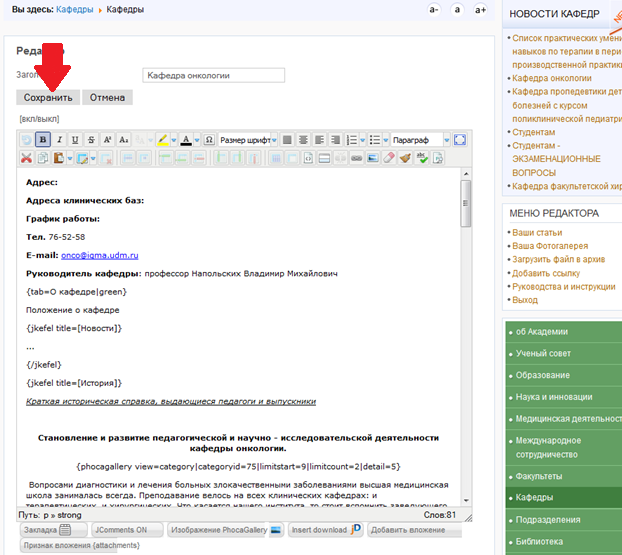 Вы здесь: Кафедры Кафедры
a- a a+
Редак
Загол Кафедра онкологии
Сохранить Отмена
[вкл/выкл]
B I U S Размер шрифт Параграф
Адрес:
Адреса клинических баз:
График работы:
Тел. 76-52-58
E-mail: onco@igma.udm.ru
Руководитель кафедры: профессор Напольских Владимир Михайлович
{tab=О кафедре|green}
Положение о кафедре
{jkefel title=[Новости]}
...
{/jkefel}
{jkefel title=[История]}
Краткая историческая справка, выдающиеся педагоги и выпускники
Становление и развитие педагогической и научно - исследовательской деятельности
кафедры онкологии.
{phocagallery view=category|categoryid=75|limitstart=9|limitcount=2|detail=5}
Вопросами диагностики и лечения больных злокачественными заболеваниями высшая медицинская
школа занималась всегда. Преподавание велось на всех клинических кафедрах: и
терапевтических, и хирургических. Что касается нашего института, то стоит вспомнить заведующего
Путь: p » strong Слов:81
Закладка JComments ON Изображение PhocaGallery Insert download Добавить вложение
Признак вложения {attachments}
НОВОСТИ КАФЕДР
Список практических умени
навыков по терапии в пери
производственной практик
Кафедра онкологии
Кафедра пропедевтики дет
болезней с курсом
поликлинической педиатри
Студентам
Студентам -
ЭКЗАМЕНАЦИОННЫЕ
ВОПРОСЫ
Кафедра факультетской хир
МЕНЮ РЕДАКТОРА
Ваши статьи
Ваша Фотогалерея
Загрузить файл в архив
Добавить ссылку
Руководства и инструкции
Выход
об Академии
Ученый совет
Образование
Наука и инновации
Медицинская деятельност
Международное
сотрудничество
Факультеты
Кафедры
Подразделения
Библиотека